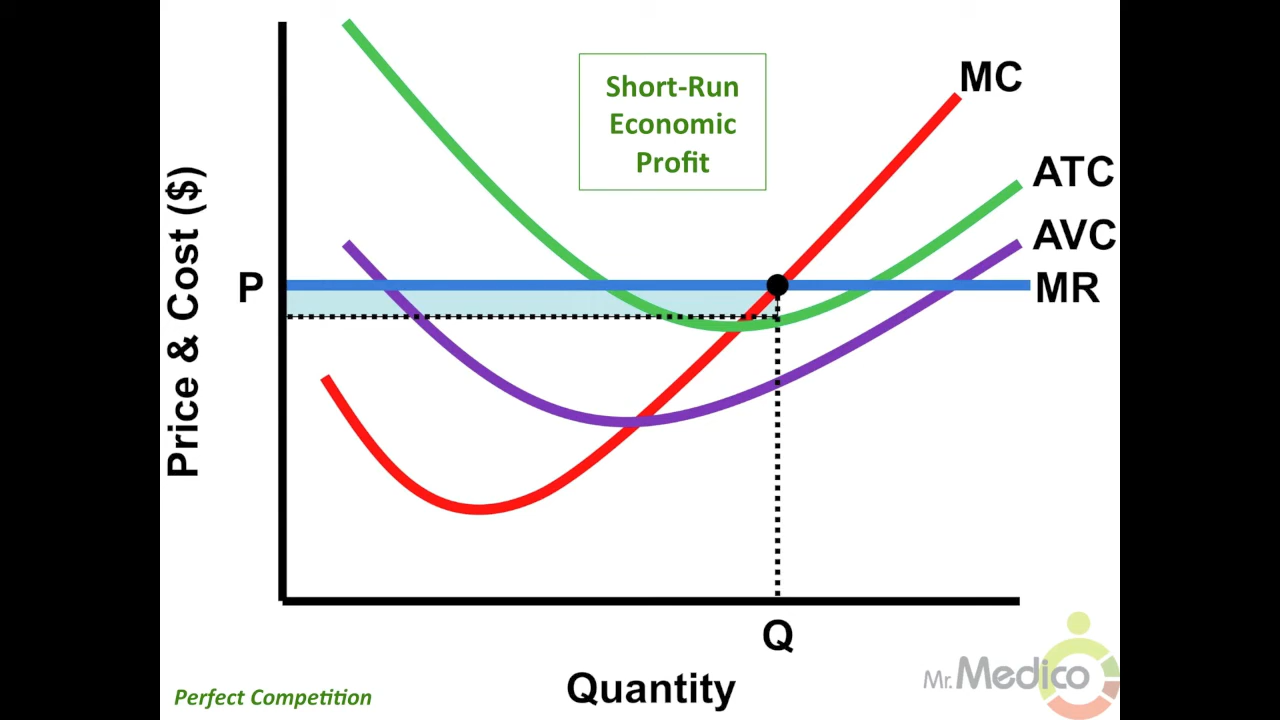 Short-Run
Economic
Profit
MC
ATC
AVC
MR
P
Price & Cost ($)
Q
Quantity
Perfect Competition
Mr. Medico